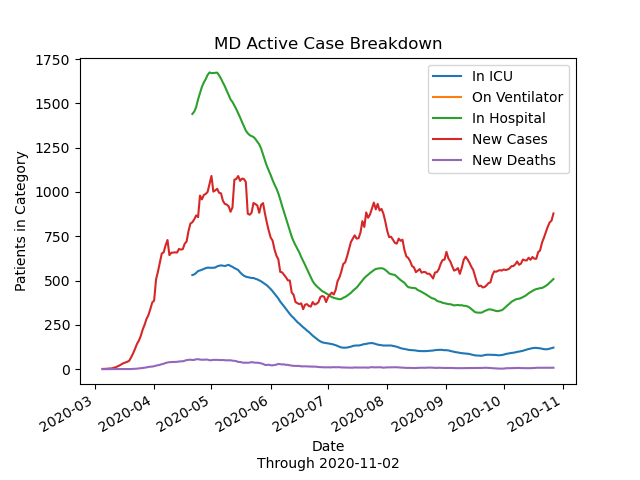 MD Active Case Breakdown
In ICU
On Ventilator
In Hospital
New Cases
New Deaths
Patients in Category
1750
1500
1250
1000
750
500
250
0
2020-03
2020-04
2020-05
2020-06
2020-07
2020-08
2020-09
2020-10
2020-11
Date
Through 2020-11-02